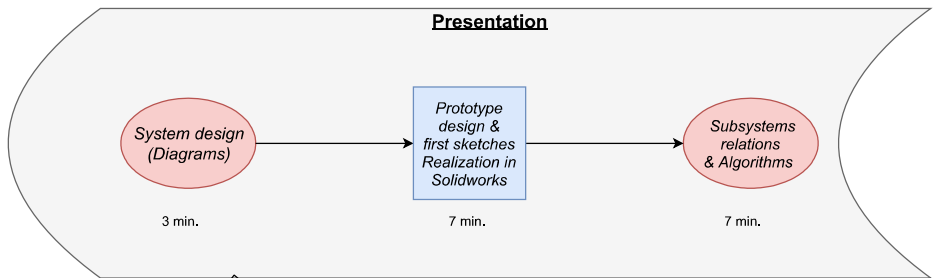 Presentation
System design
(Diagrams)
Prototype
design &
first sketches
Realization in
Solidworks
Subsystems
relations
& Algorithms
3 min.
7 min.
7 min.